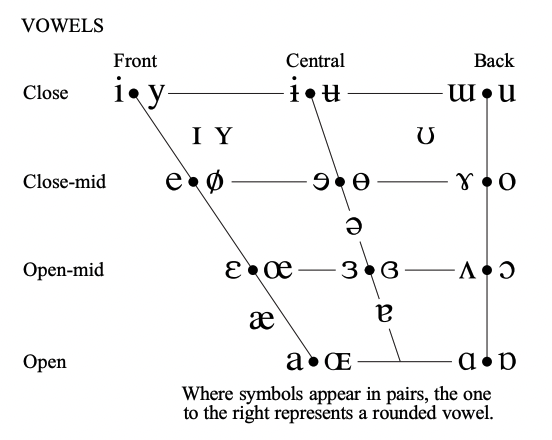 VOWELS
Front Central Back
Close i y ɨ ʉ ɯ u
ɪ ʏ ʊ
Close-mid e ø ɘ ɵ ɤ o
ə
Open-mid ɛ œ ɜ ɞ ʌ ɔ
æ ɐ
Open a ɶ ɑ ɒ
Where symbols appear in pairs, the one
to the right represents a rounded vowel.